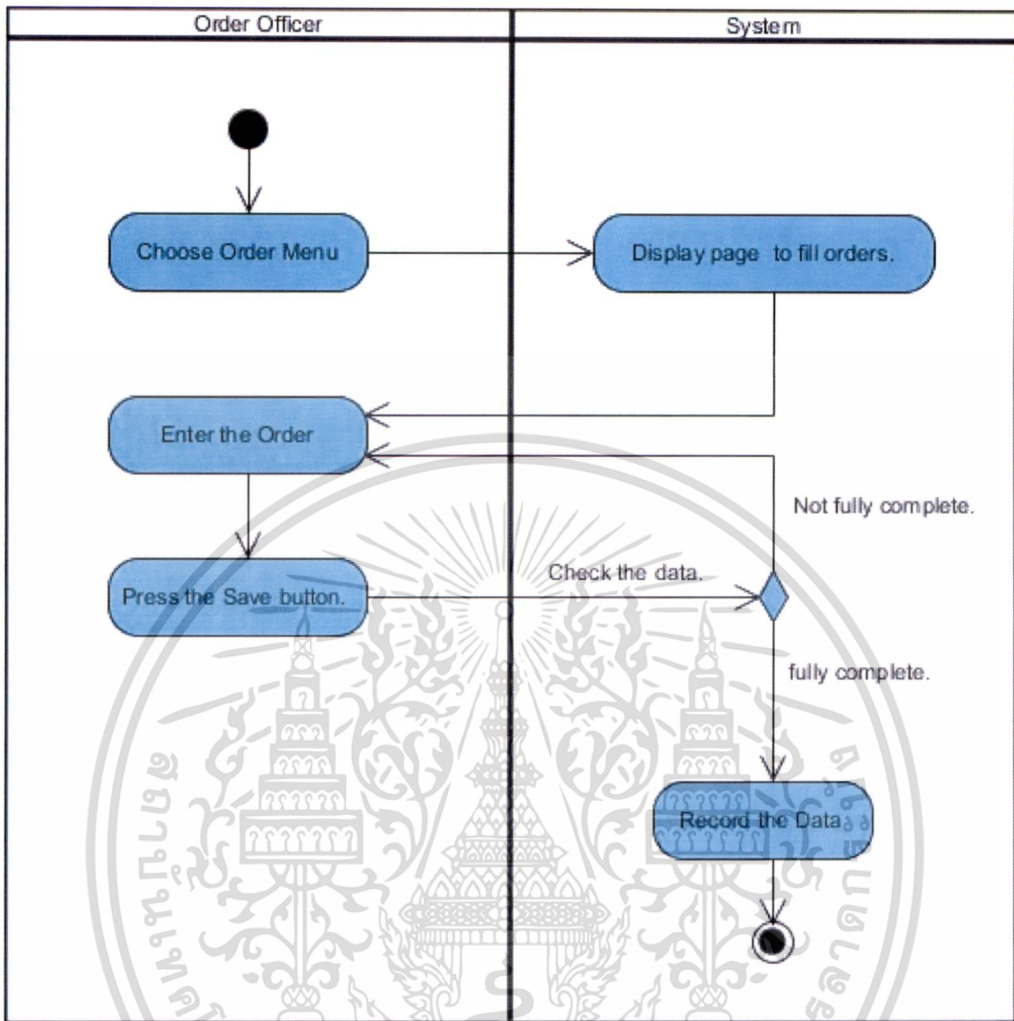 Order Officer
System
Choose Order Menu
Display page to fill orders.
Enter the Order
Not fully complete.
Press the Save button.
Check the data.
fully complete.
Record the Data